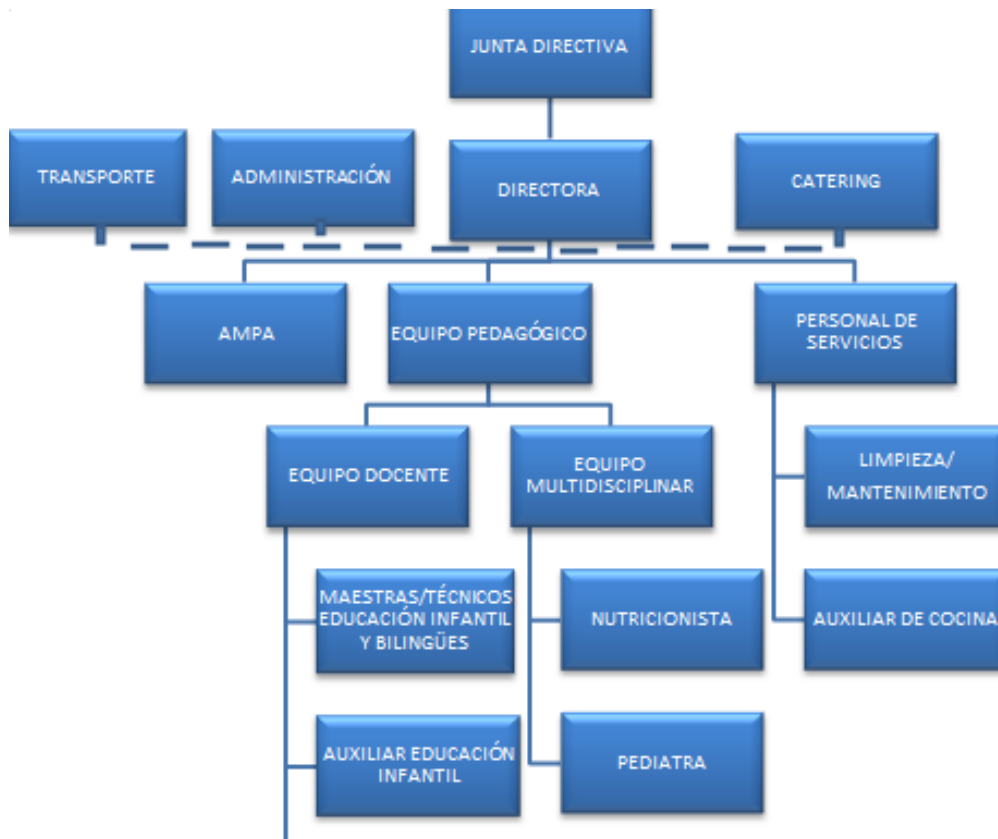 JUNTA DIRECTIVA
TRANSPORTE
ADMINISTRACIÓN
DIRECTORA
CATERING
AMPA
EQUIPO PEDAGÓGICO
PERSONAL DE
SERVICIOS
EQUIPO DOCENTE
EQUIPO
MULTIDISCIPLINAR
LIMPIEZA/
MANTENIMIENTO
MAESTRAS/TÉCNICOS
EDUCACIÓN INFANTIL
Y BILINGÜES
NUTRICIONISTA
AUXILIAR DE COCINA
AUXILIAR EDUCACIÓN
INFANTIL
PEDIATRA